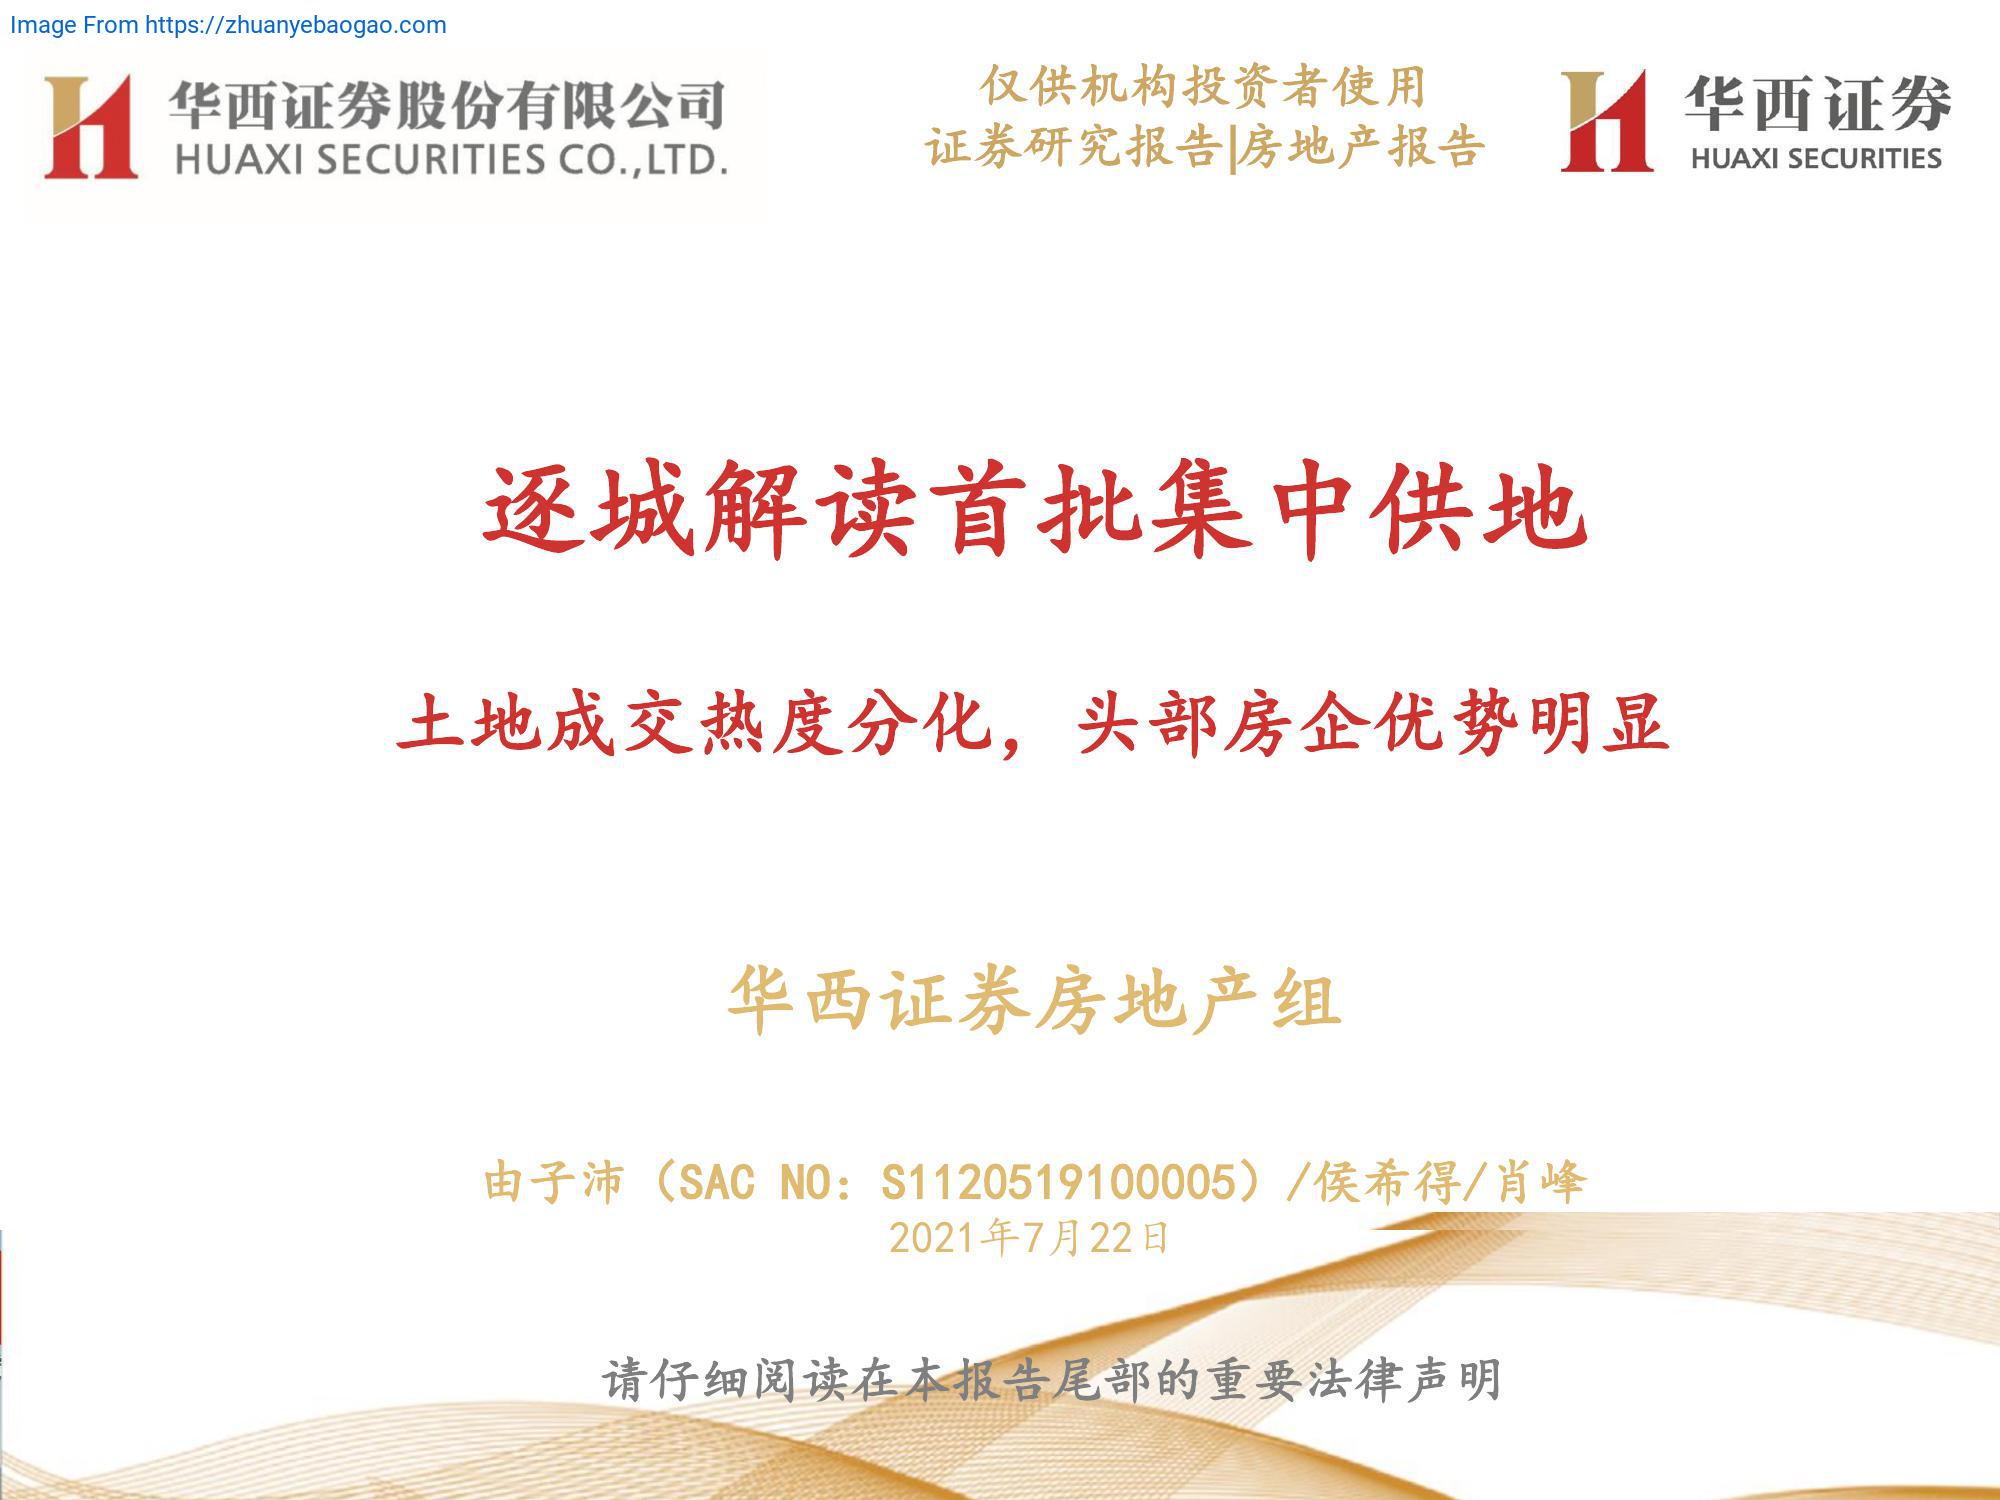 Image From https://zhuanyebaogao.com
华西证券股份有限公司
HUAXI SECURITIES CO.,LTD.
仅供机构投资者使用
证券研究报告|房地产报告
华西证券
HUAXI SECURITIES
逐城解读首批集中供地
土地成交热度分化，头部房企优势明显
华西证券房地产组
由子沛（SAC NO：S1120519100005）/侯希得/肖峰
2021年7月22日
请仔细阅读在本报告尾部的重要法律声明